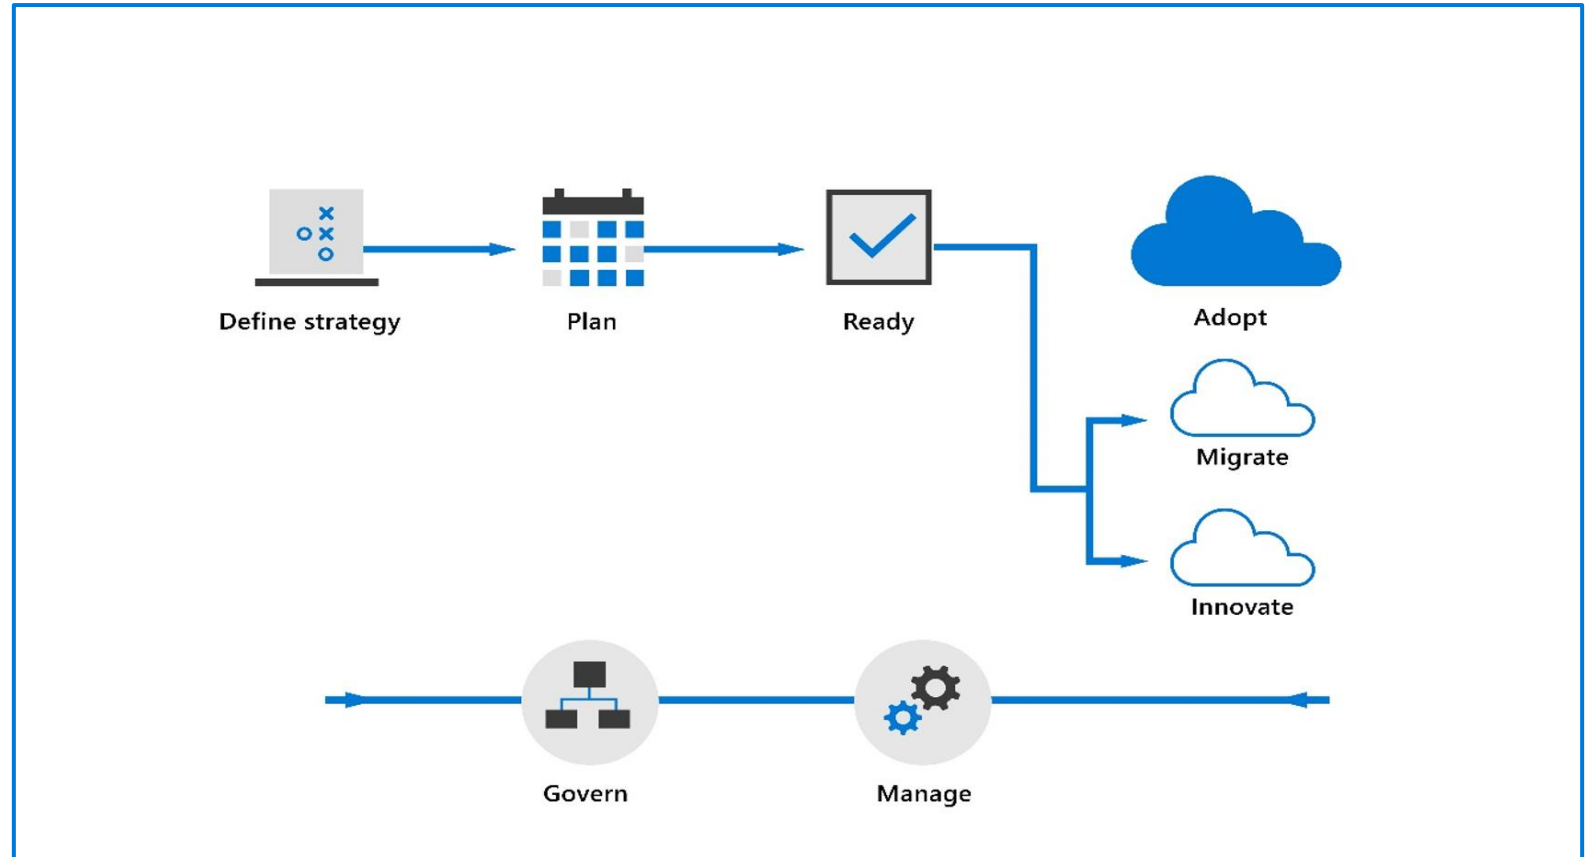 Define strategy
Plan
Ready
Adopt
Migrate
Innovate
Govern
Manage